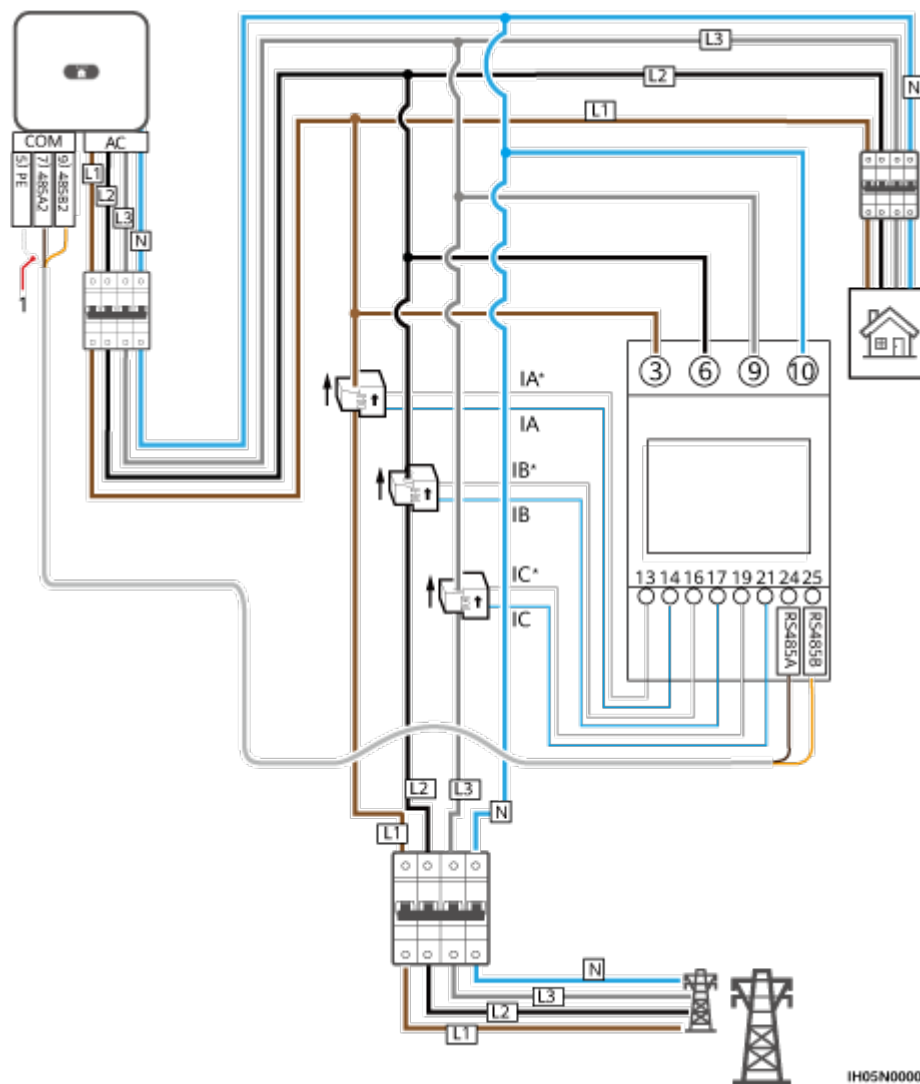 L3
L2
N
L1
COM
AC
5) PE
7) 485A2
9) 485B2
L1
L2
L3
N
1
3
6
9
10
IA*
IA
IB*
IB
IC*
IC
13 14 16 17 19 21 24 25
RS485A
RS485B
L2
L3
N
L1
N
L3
L2
L1
IH05N0000